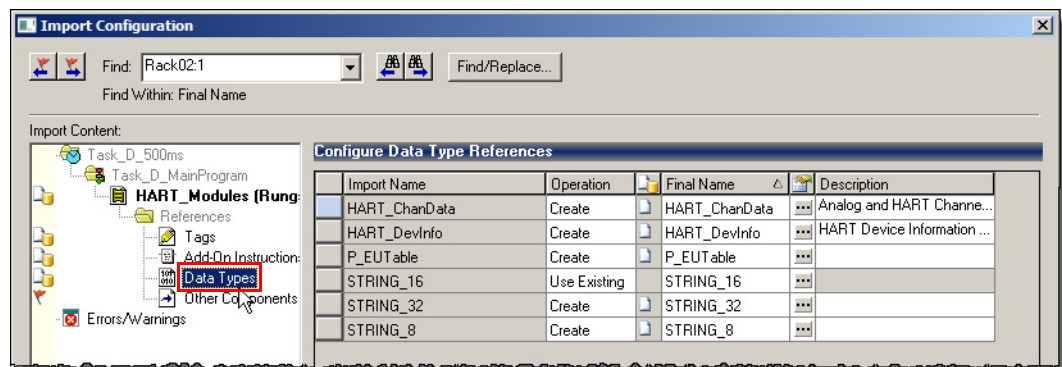 Import Configuration
Find: Rack02:1 Find/Replace...
Find Within: Final Name
Import Content:
Task_D_500ms
Task_D_MainProgram
HART_Modules (Rung
References
Tags
Add-On Instruction
Data Types
Other Components
Errors/Warnings
Configure Data Type References
Import Name Operation Final Name Description
HART_ChanData Create HART_ChanData ... Analog and HART Channe...
HART_DevInfo Create HART_DevInfo ... HART Device Information ...
P_EUTable Create P_EUTable ...
STRING_16 Use Existing STRING_16 ...
STRING_32 Create STRING_32 ...
STRING_8 Create STRING_8 ...